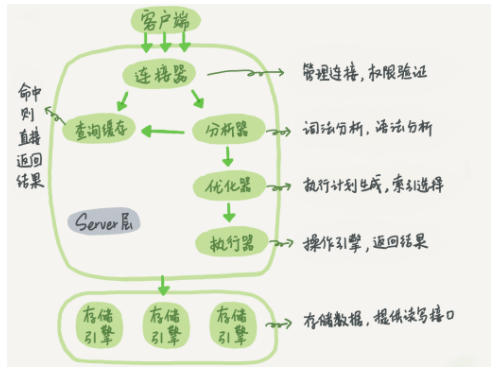 客户端
连接器
管理连接，权限验证
命中
则
直接
返回
结果
查询缓存
分析器
词法分析，语法分析
优化器
执行计划生成，索引选择
Server层
执行器
操作引擎，返回结果
存储
引擎
存储
引擎
存储
引擎
存储数据，提供读写接口